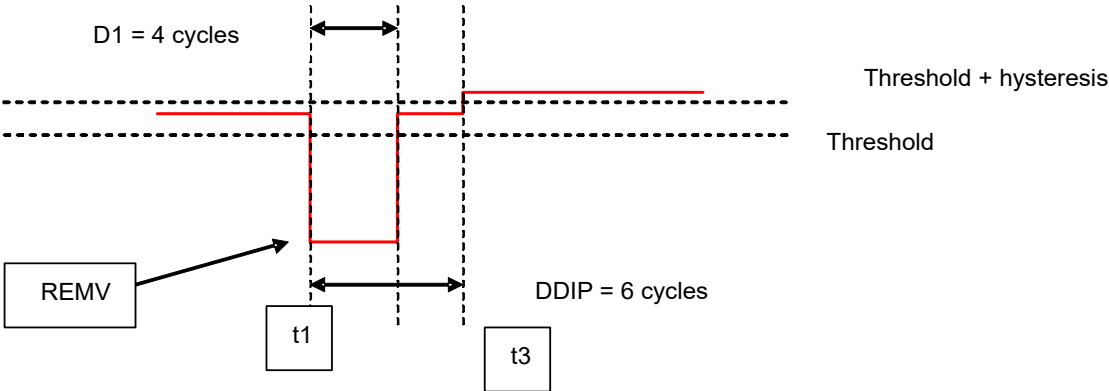 D1 = 4 cycles
Threshold + hysteresis
Threshold
REMV
DDIP = 6 cycles
t1
t3